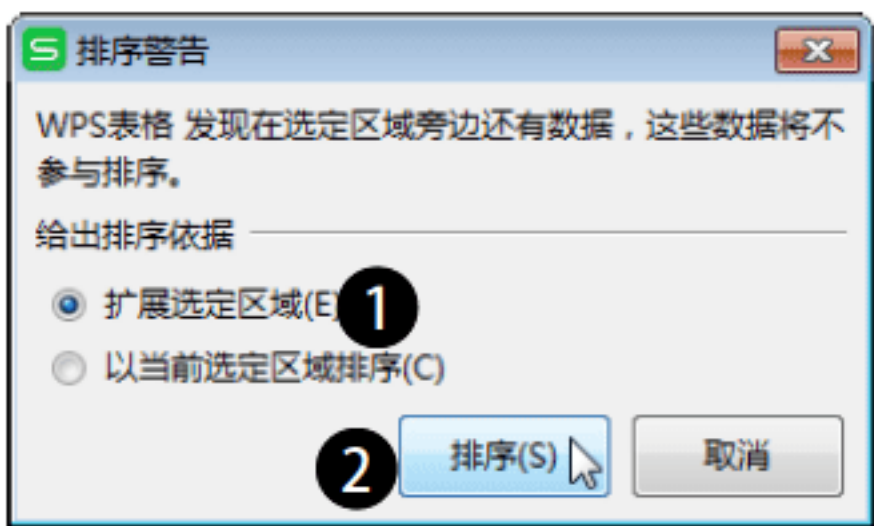 排序警告
WPS表格 发现在选定区域旁边还有数据，这些数据将不
参与排序。
给出排序依据
扩展选定区域(E) 1
以当前选定区域排序(C)
2 排序(S) 取消